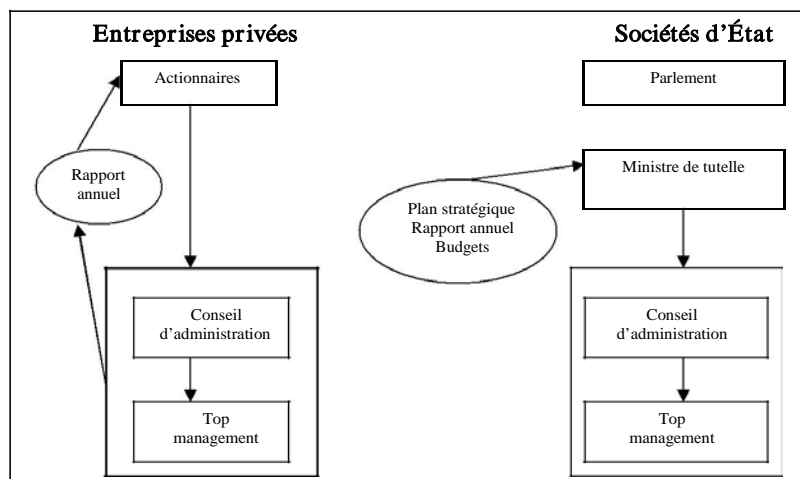 Entreprises privées
Actionnaires
Rapport
annuel
Conseil
d'administration
Top
management
Sociétés d'État
Parlement
Ministre de tutelle
Plan stratégique
Rapport annuel
Budgets
Conseil
d'administration
Top
management